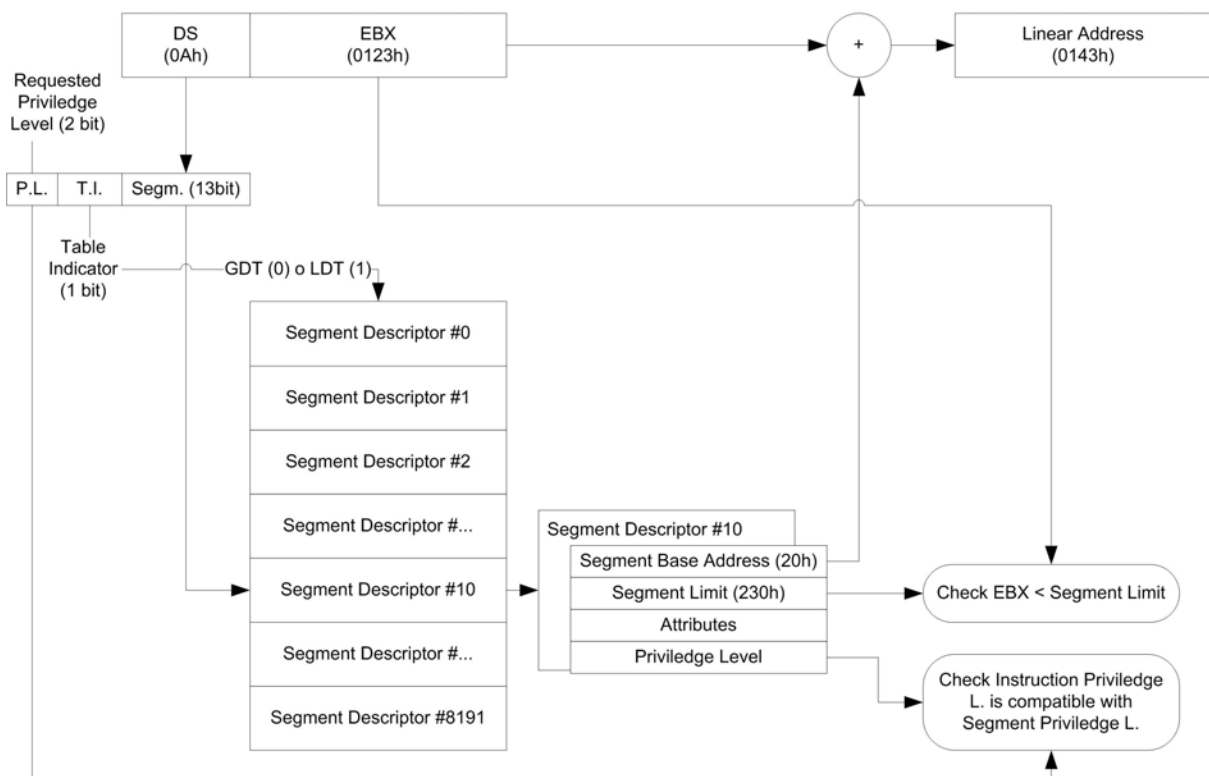 DS
(0Ah)
EBX
(0123h)
+
Linear Address
(0143h)
Requested
Priviledge
Level (2 bit)
P.L.
T.I.
Segm. (13bit)
Table
Indicator
(1 bit)
GDT (0) o LDT (1)
Segment Descriptor #0
Segment Descriptor #1
Segment Descriptor #2
Segment Descriptor #...
Segment Descriptor #10
Segment Descriptor #...
Segment Descriptor #8191
Segment Descriptor #10
Segment Base Address (20h)
Segment Limit (230h)
Attributes
Priviledge Level
Check EBX < Segment Limit
Check Instruction Priviledge
L. is compatible with
Segment Priviledge L.